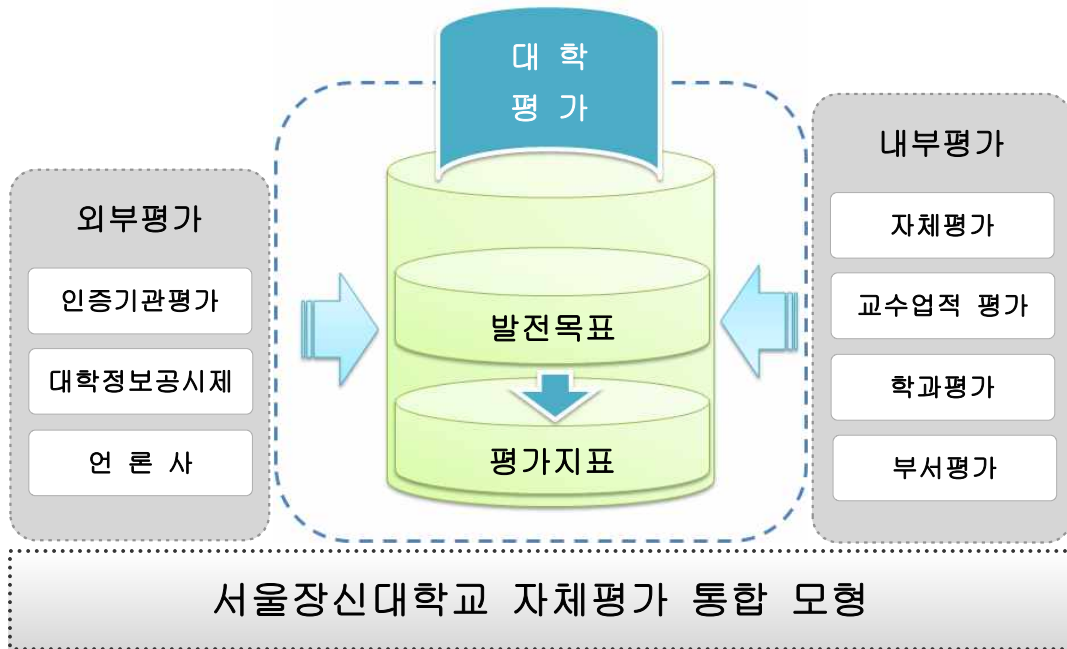 대 학
평 가
외부평가
인증기관평가
대학정보공시제
언 론 사
발전목표
평가지표
내부평가
자체평가
교수업적 평가
학과평가
부서평가
서울장신대학교 자체평가 통합 모형